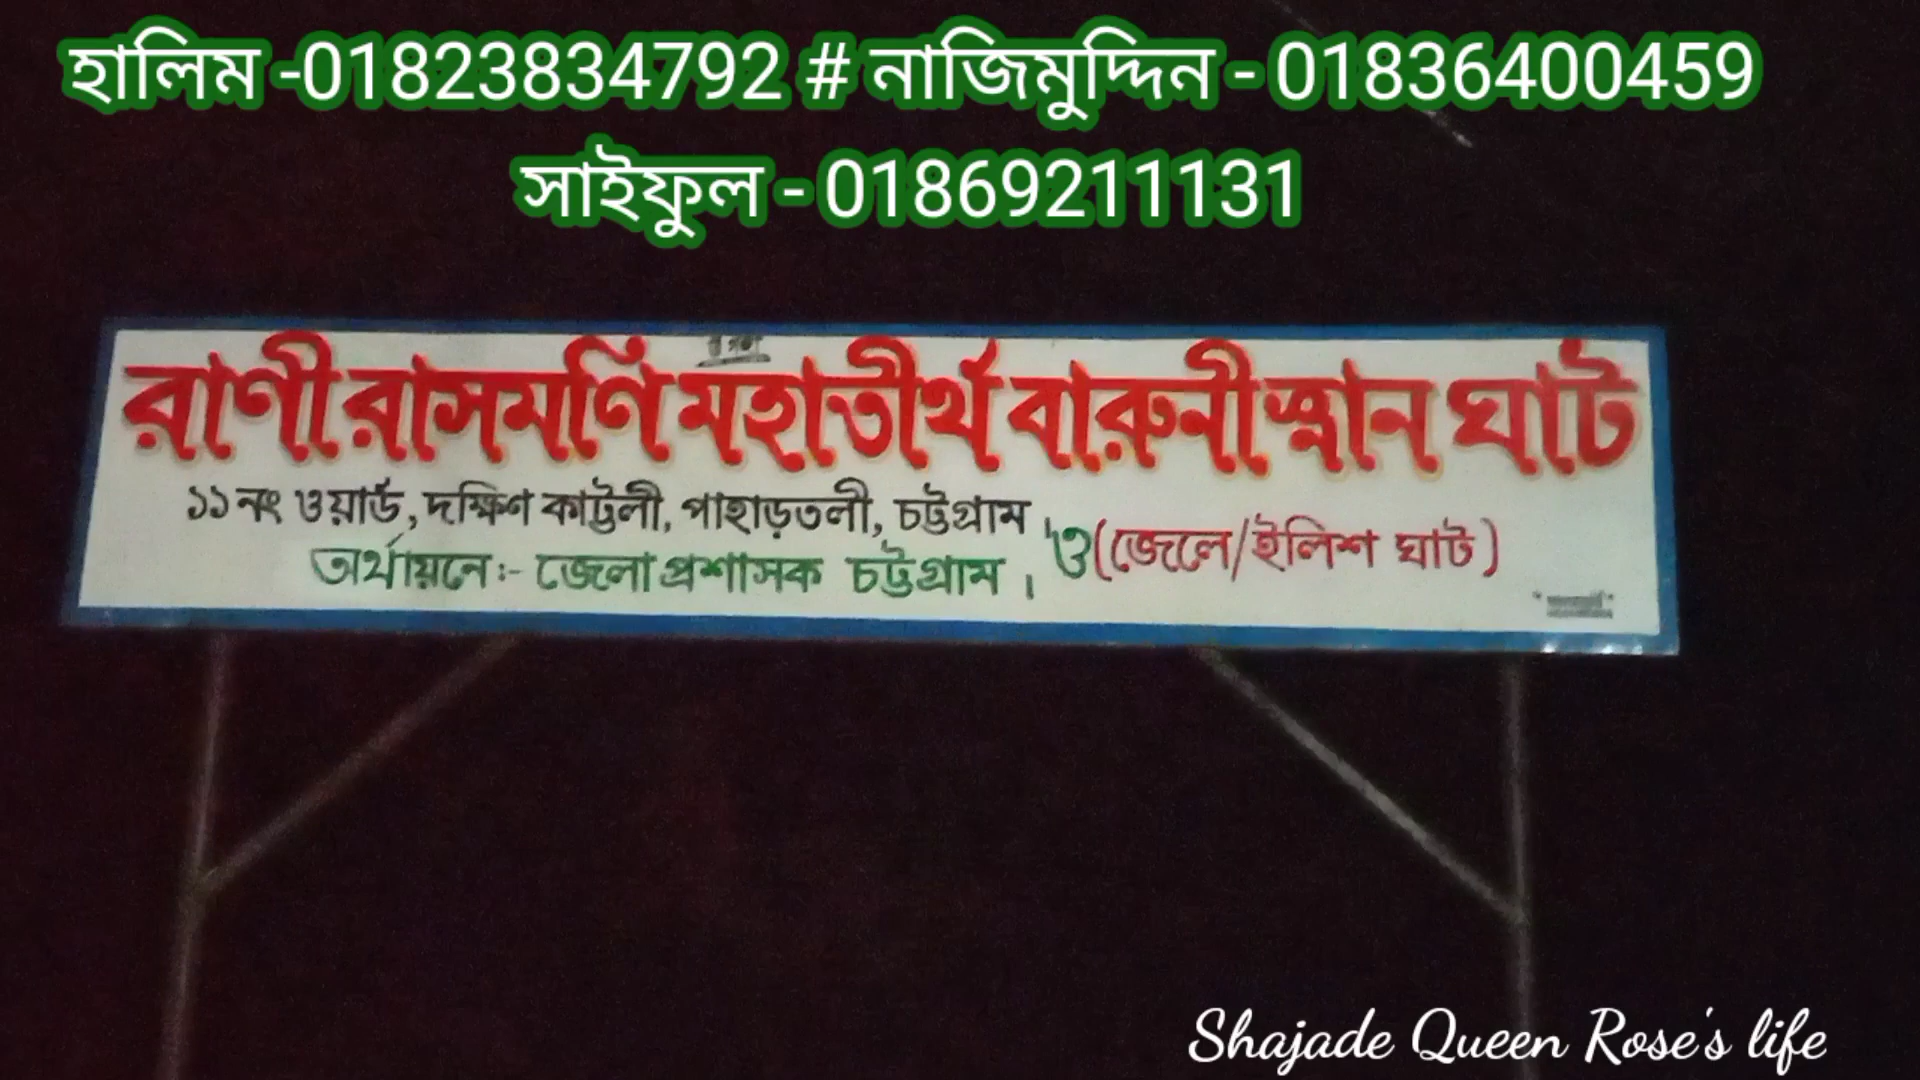 হালিম -01823834792 # নাজিমুদ্দিন - 01836400459
সাইফুল - 01869211131
রাণী রাসমণি মহাতীর্থ বারুনী স্নান ঘাট
১১ নং ওয়ার্ড, দক্ষিণ কাট্টলী, পাহাড়তলী, চট্টগ্রাম
ও (জেলে/ইলিশ ঘাট)
অর্থায়নে:- জেলা প্রশাসক চট্টগ্রাম।
Shajade Queen Rose's life